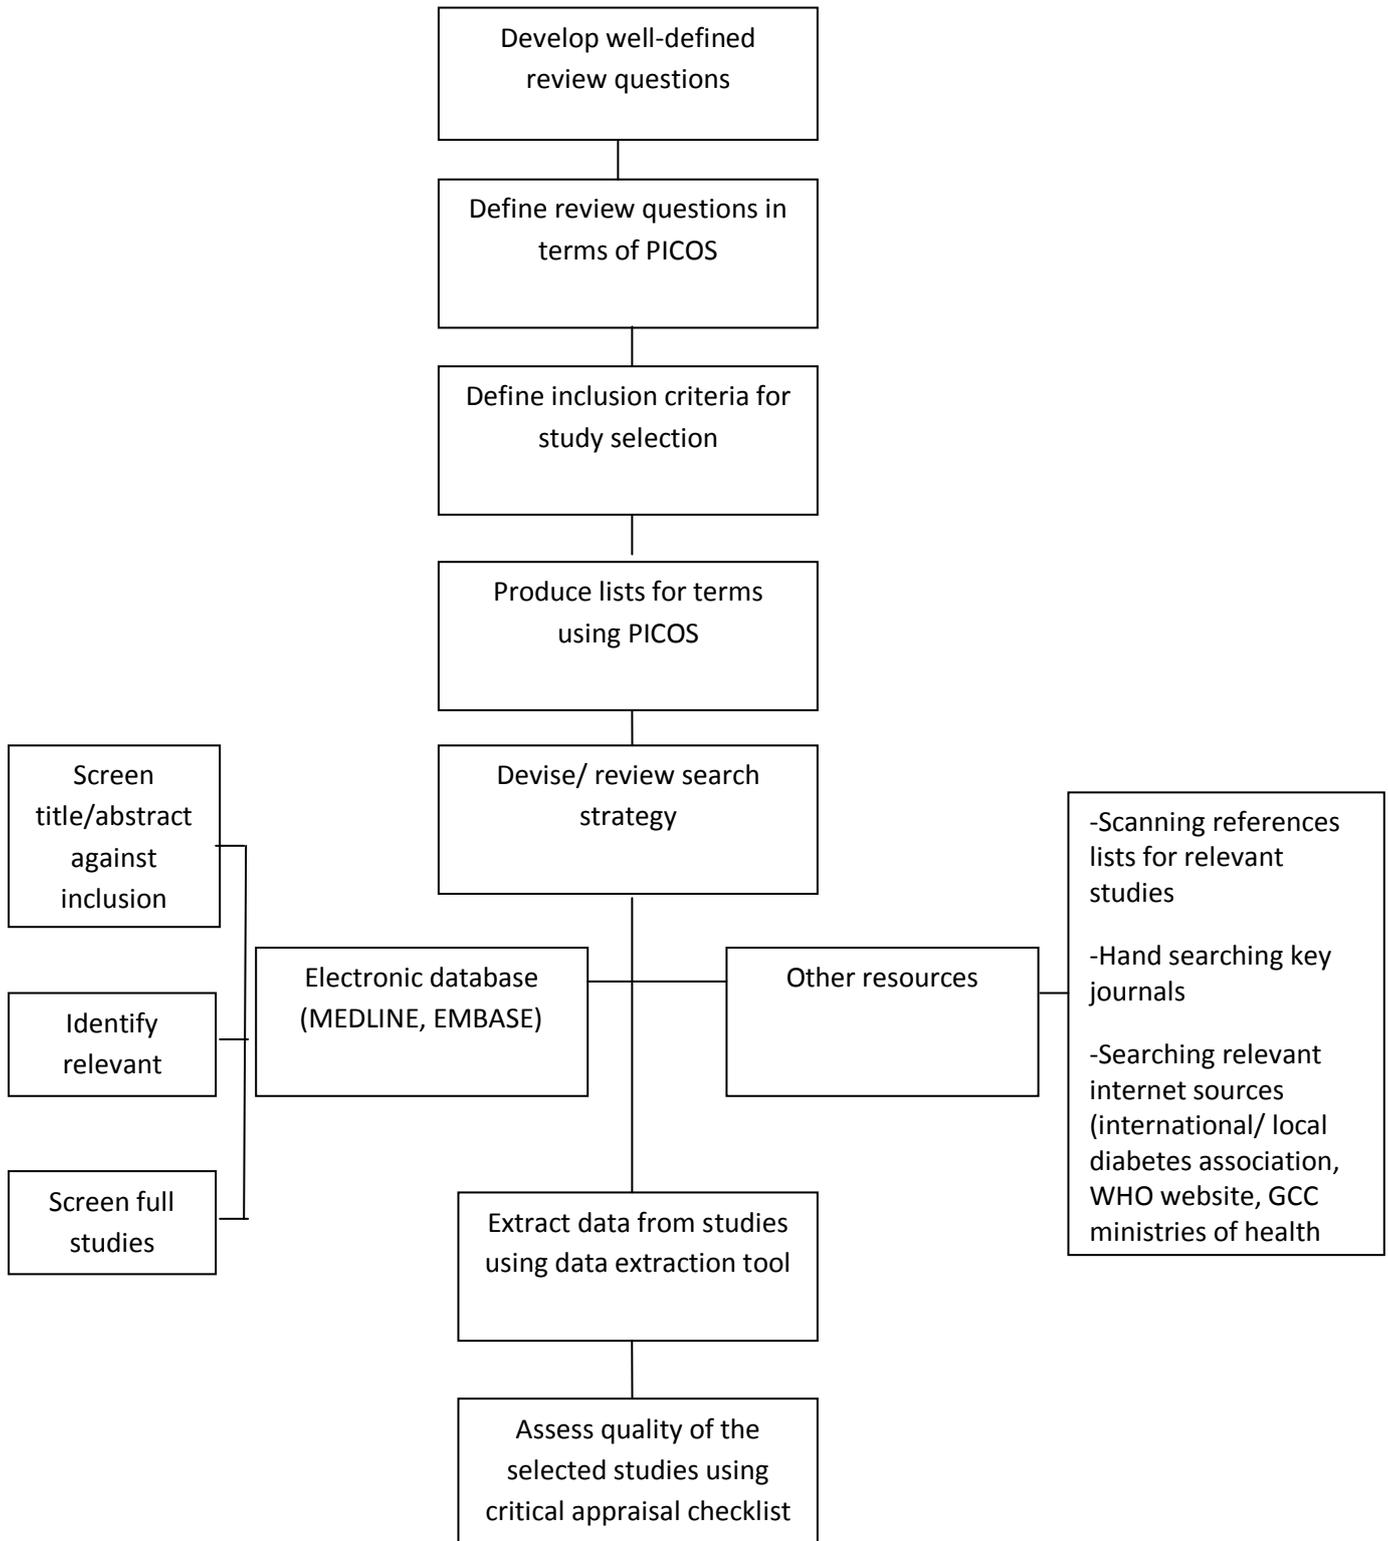 Develop well-defined
review questions
Define review questions in
terms of PICOS
Define inclusion criteria for
study selection
Produce lists for terms
using PICOS
Devise/ review search
strategy
Screen
title/abstract
against
inclusion
Identify
relevant
Screen full
studies
Electronic database
(MEDLINE, EMBASE)
Other resources
-Scanning references
lists for relevant
studies
-Hand searching key
journals
-Searching relevant
internet sources
(international/ local
diabetes association,
WHO website, GCC
ministries of health
Extract data from studies
using data extraction tool
Assess quality of the
selected studies using
critical appraisal checklist